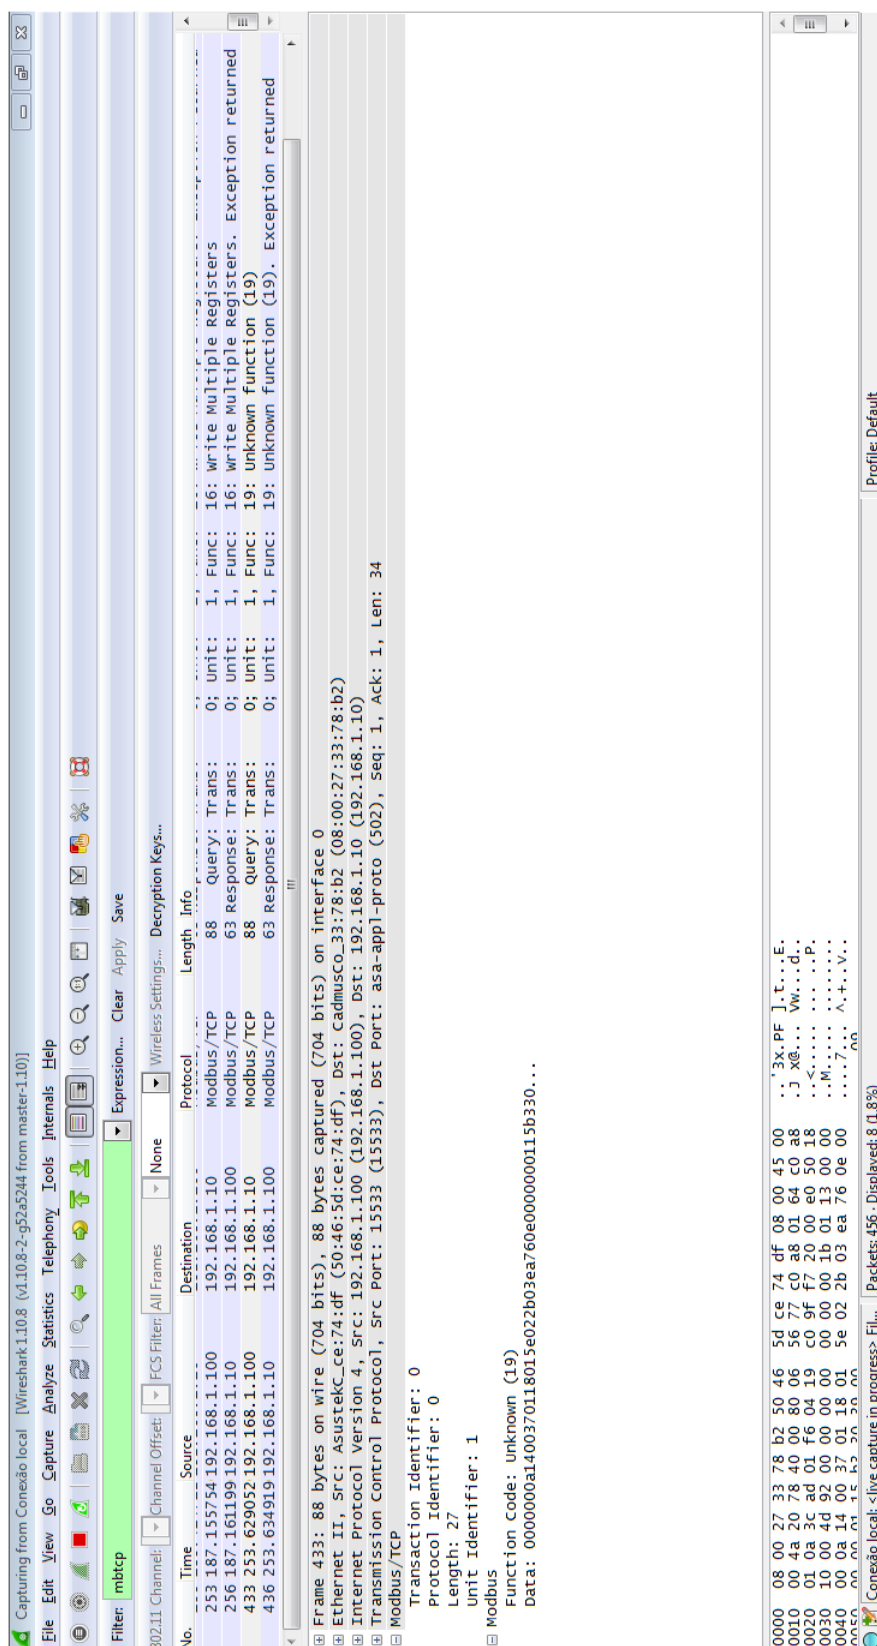 Capturing from Conexão local [Wireshark 1.10.8 (v1.10.8-2-g52a5244 from master-1.10)]
File Edit View Go Capture Analyze Statistics Telephony Tools Internals Help
Filter: mbtcp Expression... Clear Apply Save
802.11 Channel: Channel Offset: FCS Filter: All Frames None Wireless Settings... Decryption Keys...
No. Time Source Destination Protocol Length Info
253 187.155754 192.168.1.100 192.168.1.10 Modbus/TCP 88 Query: Trans: 0; Unit: 1, Func: 16: Write Multiple Registers
256 187.161199 192.168.1.10 192.168.1.100 Modbus/TCP 63 Response: Trans: 0; Unit: 1, Func: 16: Write Multiple Registers. Exception returned
433 253.629052 192.168.1.100 192.168.1.10 Modbus/TCP 88 Query: Trans: 0; Unit: 1, Func: 19: Unknown function (19)
436 253.634919 192.168.1.10 192.168.1.100 Modbus/TCP 63 Response: Trans: 0; Unit: 1, Func: 19: Unknown function (19). Exception returned
Frame 433: 88 bytes on wire (704 bits), 88 bytes captured (704 bits) on interface 0
Ethernet II, Src: AsustekC_ce:74:df (50:46:5d:ce:74:df), Dst: CadmusCo_33:78:b2 (08:00:27:33:78:b2)
Internet Protocol Version 4, Src: 192.168.1.100 (192.168.1.100), Dst: 192.168.1.10 (192.168.1.10)
Transmission Control Protocol, Src Port: 15533 (15533), Dst Port: asa-appl-proto (502), Seq: 1, Ack: 1, Len: 34
Modbus/TCP
Transaction Identifier: 0
Protocol Identifier: 0
Length: 27
Unit Identifier: 1
Modbus
Function Code: Unknown (19)
Data: 0000000a1400370118015e022b03ea760e0000000115b330...
0000 08 00 27 33 78 b2 50 46 5d ce 74 df 08 00 45 00 ..'3x.PF ].t...E.
0010 00 4a 20 78 40 00 80 06 56 77 c0 a8 01 64 c0 a8 .J x@... Vw...d..
0020 01 0a 3c ad 01 f6 04 19 c0 9f f7 20 00 e0 50 18 ..<..... ... ..P.
0030 10 00 4d 92 00 00 00 00 00 00 00 1b 01 13 00 00 ..M..... ........
0040 00 0a 14 00 37 01 18 01 5e 02 2b 03 ea 76 0e 00 ....7... ^.+..v..
Conexão local: <live capture in progress> Fil... Packets: 456 · Displayed: 8 (1.8%) Profile: Default